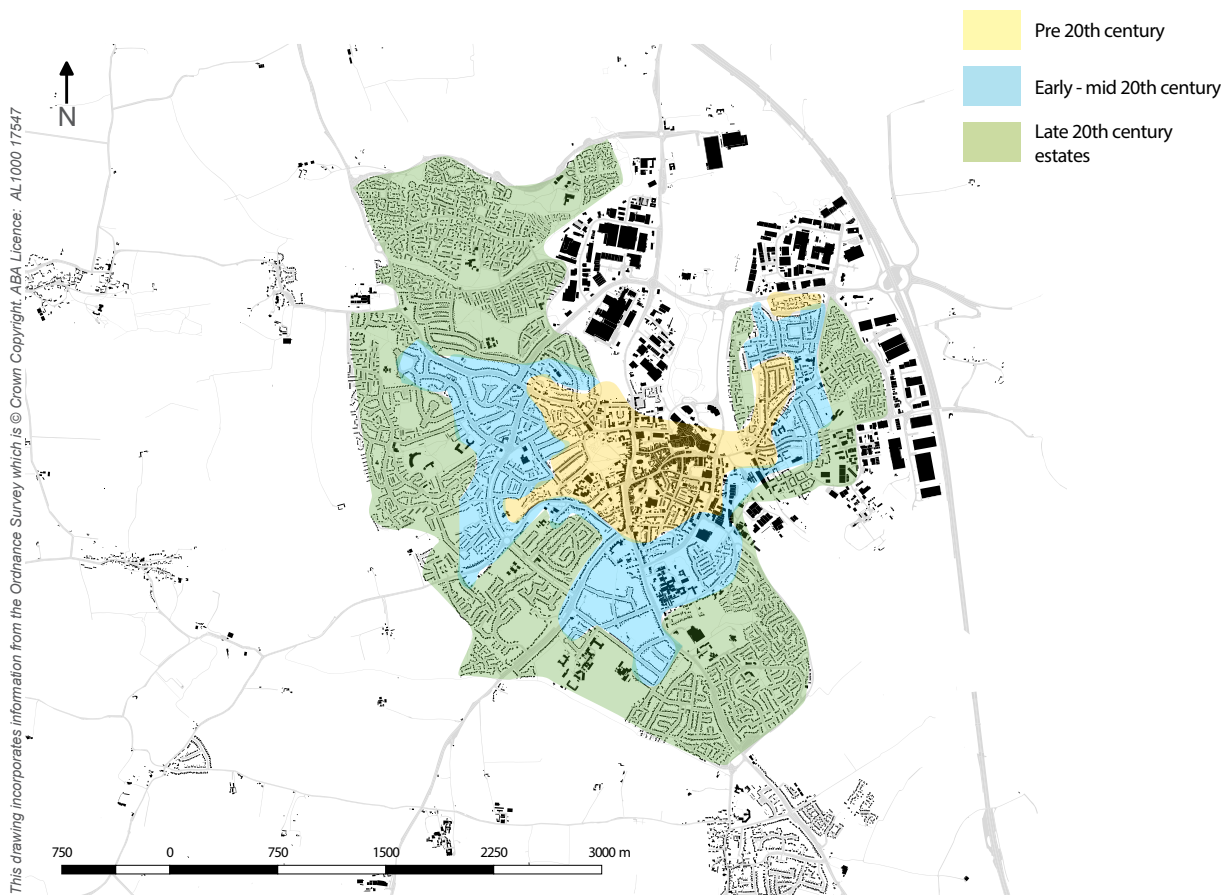 Pre 20th century
Early - mid 20th century
Late 20th century
estates
N
This drawing incorporates information from the Ordnance Survey which is © Crown Copyright. ABA Licence: AL1000 17547
750 0 750 1500 2250 3000 m